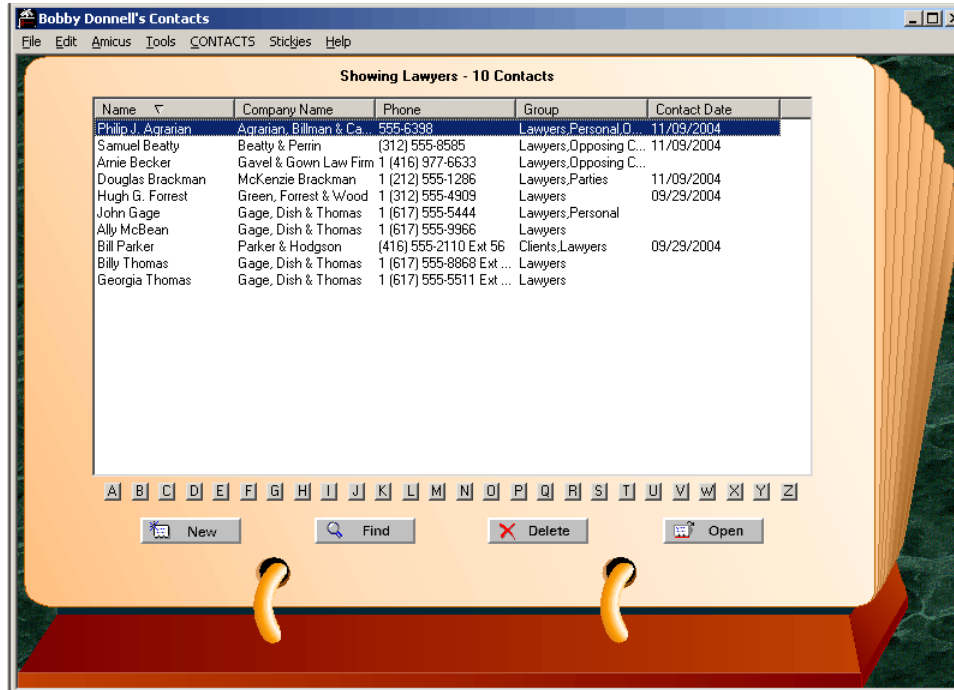 Bobby Donnell's Contacts
File Edit Amicus Tools CONTACTS Stickies Help
Showing Lawyers - 10 Contacts
Name Company Name Phone Group Contact Date
Philip J. Agrarian Agrarian, Billman & Ca... 555-6398 Lawyers,Personal,O... 11/09/2004
Samuel Beatty Beatty & Perrin (312) 555-8585 Lawyers,Opposing C... 11/09/2004
Arnie Becker Gavel & Gown Law Firm 1 (416) 977-6633 Lawyers,Opposing C...
Douglas Brackman McKenzie Brackman 1 (212) 555-1286 Lawyers,Parties 11/09/2004
Hugh G. Forrest Green, Forrest & Wood 1 (312) 555-4909 Lawyers 09/29/2004
John Gage Gage, Dish & Thomas 1 (617) 555-5444 Lawyers,Personal
Ally McBean Gage, Dish & Thomas 1 (617) 555-9966 Lawyers
Bill Parker Parker & Hodgson (416) 555-2110 Ext 56 Clients,Lawyers 09/29/2004
Billy Thomas Gage, Dish & Thomas 1 (617) 555-8868 Ext ... Lawyers
Georgia Thomas Gage, Dish & Thomas 1 (617) 555-5511 Ext ... Lawyers
A B C D E F G H I J K L M N O P Q R S T U V W X Y Z
New Find Delete Open